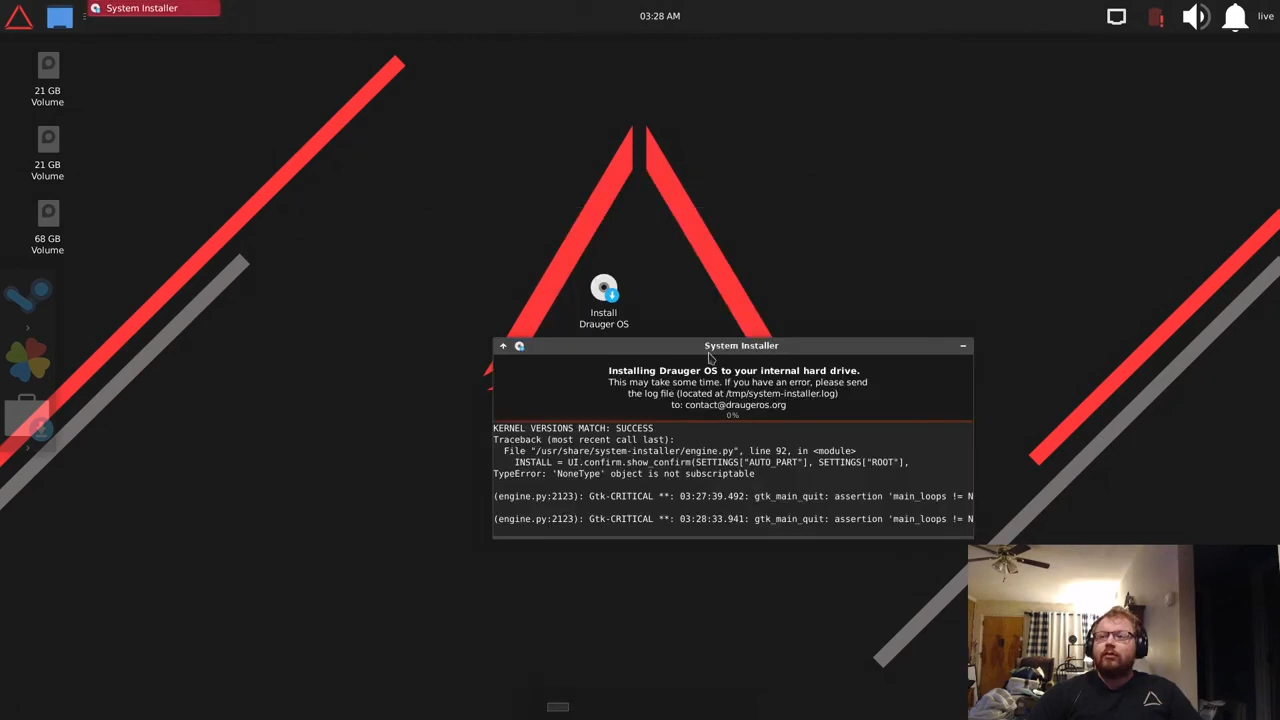 System Installer
03:28 AM
live
21 GB
Volume
21 GB
Volume
68 GB
Volume
Install
Drauger OS
System Installer
Installing Drauger OS to your internal hard drive.
This may take some time. If you have an error, please send
the log file (located at /tmp/system-installer.log)
to: contact@draugeros.org
0%
KERNEL VERSIONS MATCH: SUCCESS
Traceback (most recent call last):
File "/usr/share/system-installer/engine.py", line 92, in <module>
INSTALL = UI.confirm.show_confirm(SETTINGS["AUTO_PART"], SETTINGS["ROOT"],
TypeError: 'NoneType' object is not subscriptable
(engine.py:2123): Gtk-CRITICAL **: 03:27:39.492: gtk_main_quit: assertion 'main_loops != N
(engine.py:2123): Gtk-CRITICAL **: 03:28:33.941: gtk_main_quit: assertion 'main_loops != N